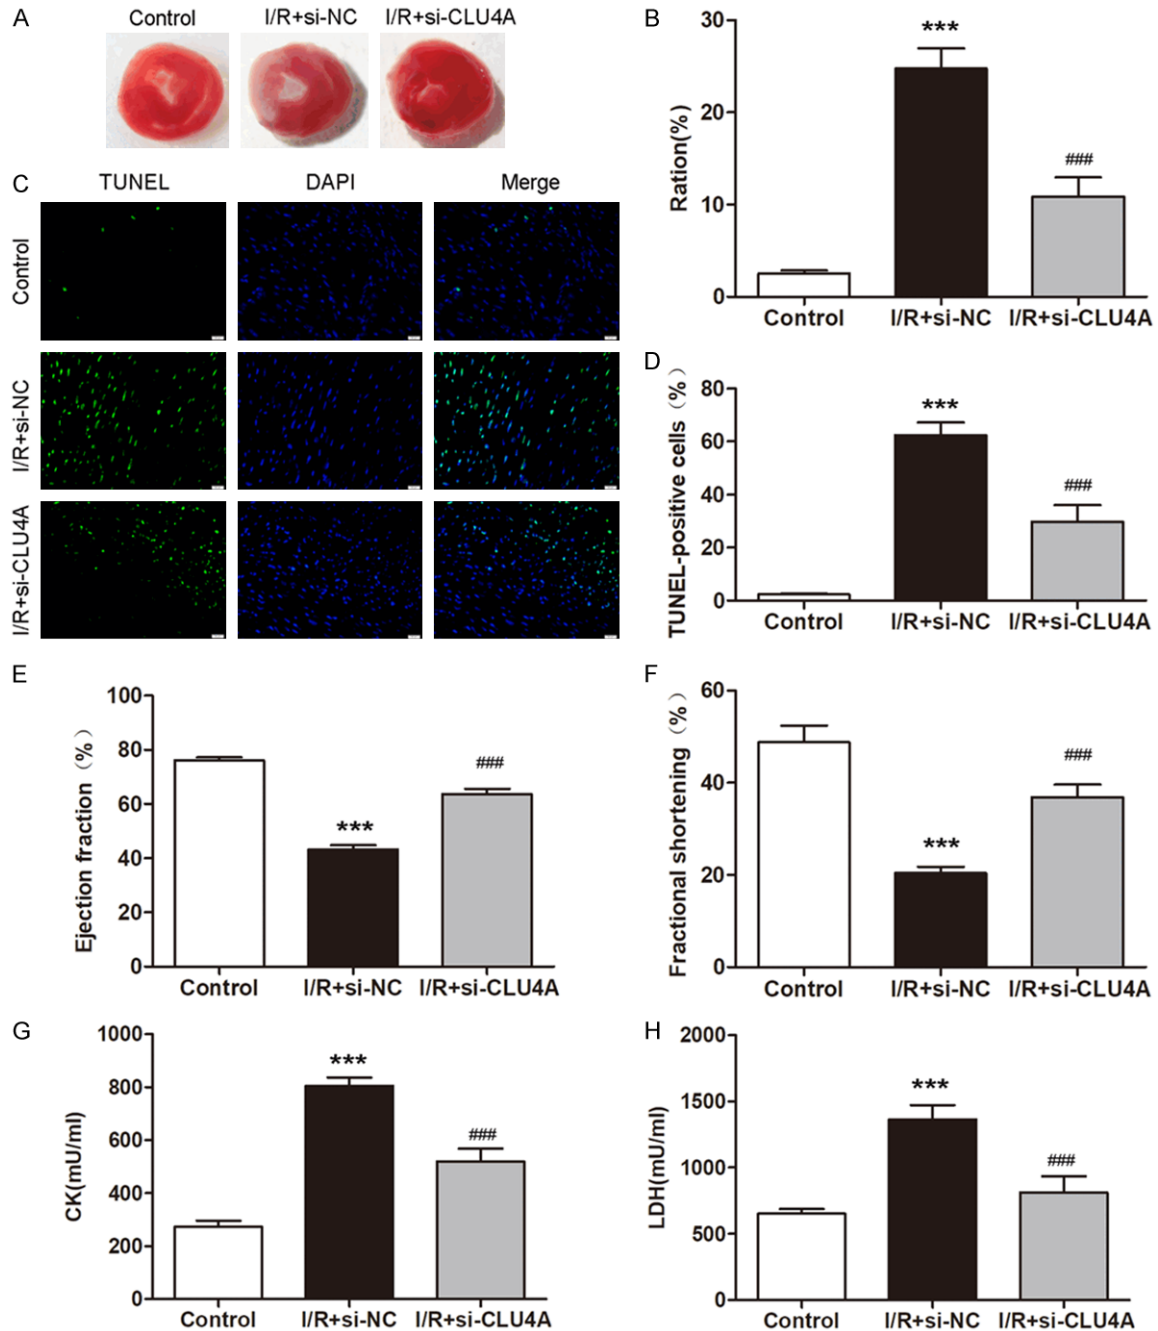 A
Control
I/R+si-NC
I/R+si-CLU4A
B
Ration(%)
30
20
10
0
***
###
Control
I/R+si-NC
I/R+si-CLU4A
C
TUNEL
DAPI
Merge
Control
I/R+si-NC
I/R+si-CLU4A
D
TUNEL-positive cells (%)
80
60
40
20
0
***
###
Control
I/R+si-NC
I/R+si-CLU4A
E
Ejection fraction (%)
100
80
60
40
20
0
***
###
Control
I/R+si-NC
I/R+si-CLU4A
F
Fractional shortening (%)
60
40
20
0
***
###
Control
I/R+si-NC
I/R+si-CLU4A
G
CK(mU/ml)
1000
800
600
400
200
0
***
###
Control
I/R+si-NC
I/R+si-CLU4A
H
LDH(mU/ml)
2000
1500
1000
500
0
***
###
Control
I/R+si-NC
I/R+si-CLU4A